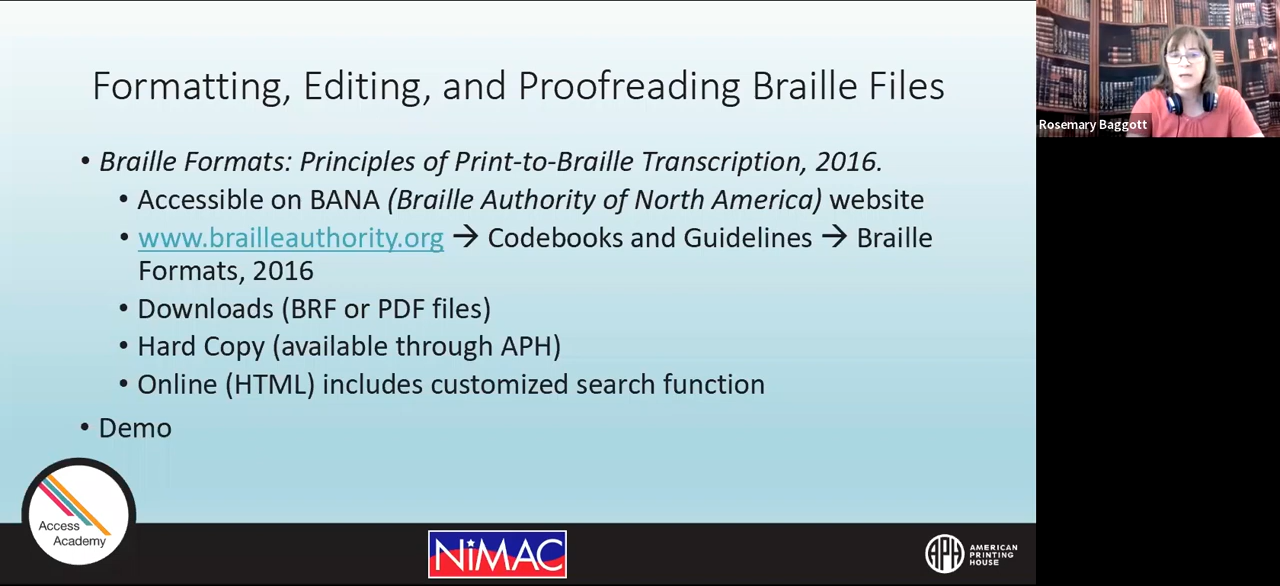 Formatting, Editing, and Proofreading Braille Files
• Braille Formats: Principles of Print-to-Braille Transcription, 2016.
• Accessible on BANA (Braille Authority of North America) website
• www.brailleauthority.org → Codebooks and Guidelines → Braille
Formats, 2016
• Downloads (BRF or PDF files)
• Hard Copy (available through APH)
• Online (HTML) includes customized search function
• Demo
Rosemary Baggott
Access
Academy
NiMAC
APH
AMERICAN
PRINTING
HOUSE